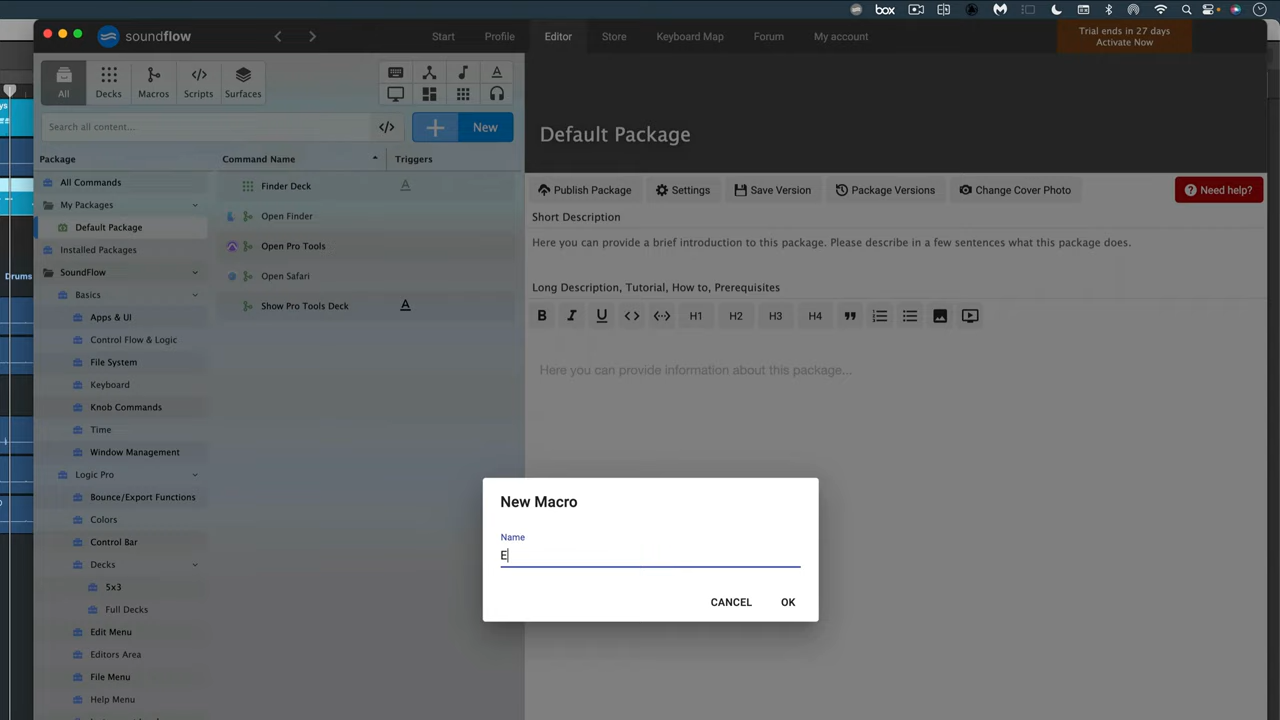 box
soundflow
Start
Profile
Editor
Store
Keyboard Map
Forum
My account
Trial ends in 27 days
Activate Now
All
Decks
Macros
Scripts
Surfaces
Search all content...
New
Package
Command Name
Triggers
All Commands
My Packages
Default Package
Installed Packages
SoundFlow
Basics
Apps & UI
Control Flow & Logic
File System
Keyboard
Knob Commands
Time
Window Management
Logic Pro
Bounce/Export Functions
Colors
Control Bar
Decks
5x3
Full Decks
Edit Menu
Editors Area
File Menu
Help Menu
Finder Deck
Open Finder
Open Pro Tools
Open Safari
Show Pro Tools Deck
Default Package
Publish Package
Settings
Save Version
Package Versions
Change Cover Photo
Need help?
Short Description
Here you can provide a brief introduction to this package. Please describe in a few sentences what this package does.
Long Description, Tutorial, How to, Prerequisites
B I U H1 H2 H3 H4
Here you can provide information about this package...
New Macro
Name
E
CANCEL
OK
Drums